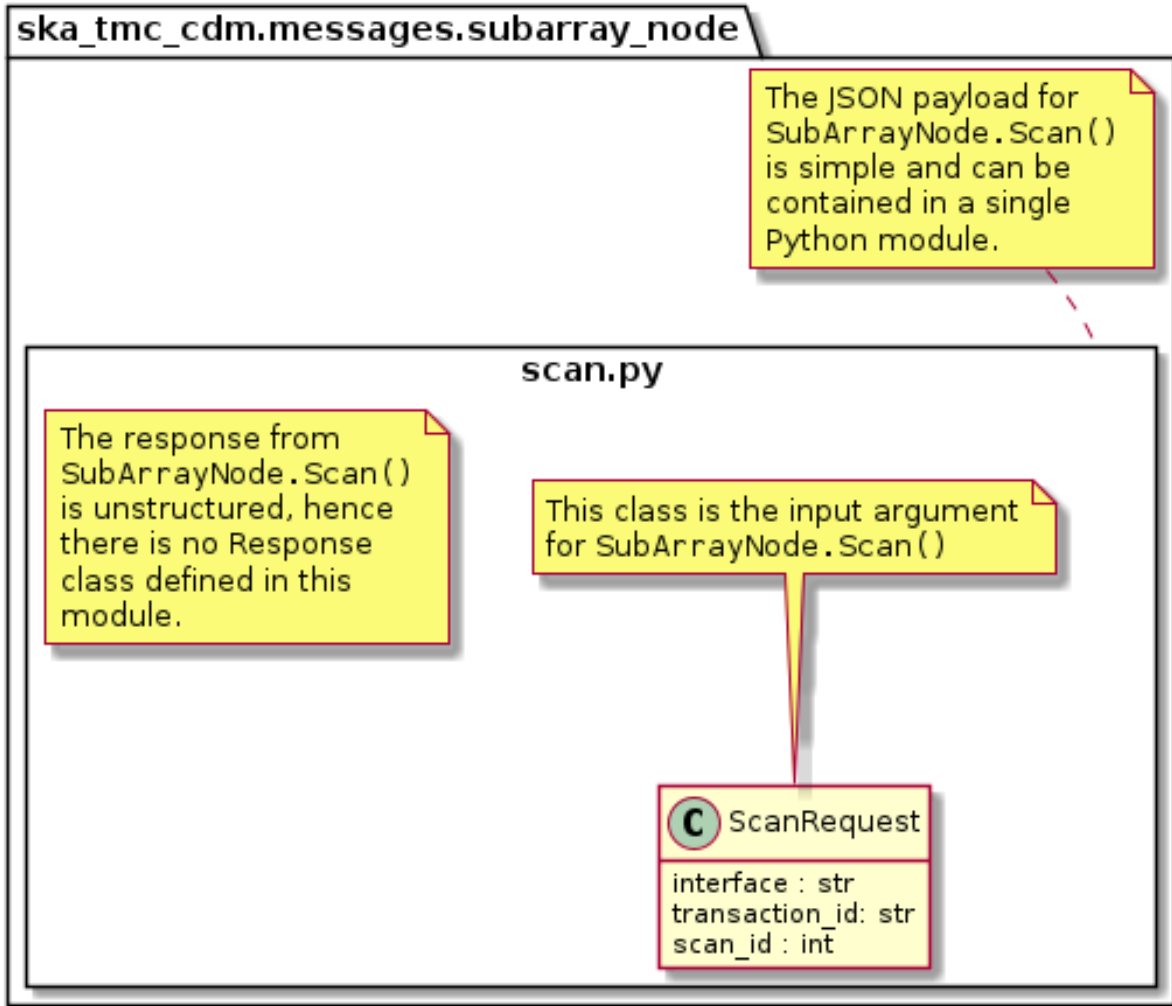 ska_tmc_cdm.messages.subarray_node
The JSON payload for
SubArrayNode.Scan()
is simple and can be
contained in a single
Python module.
scan.py
The response from
SubArrayNode.Scan()
is unstructured, hence
there is no Response
class defined in this
module.
This class is the input argument
for SubArrayNode.Scan()
C ScanRequest
interface : str
transaction_id: str
scan_id : int